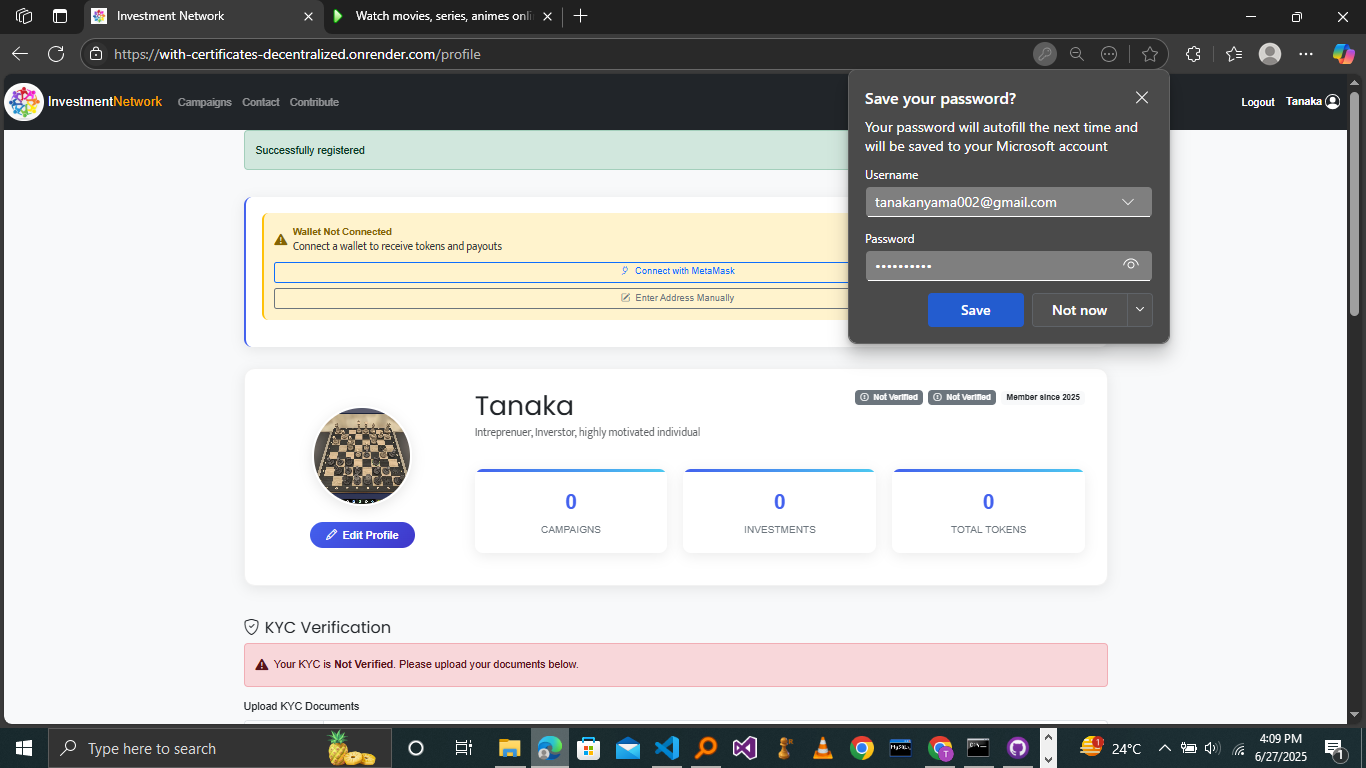 Investment Network
Watch movies, series, animes onli
https://with-certificates-decentralized.onrender.com/profile
InvestmentNetwork
Campaigns
Contact
Contribute
Logout
Tanaka
Successfully registered
Save your password?
Your password will autofill the next time and
will be saved to your Microsoft account
Username
tanakanyama002@gmail.com
Password
Save
Not now
Wallet Not Connected
Connect a wallet to receive tokens and payouts
Connect with MetaMask
Enter Address Manually
Tanaka
Not Verified
Not Verified
Member since 2025
Intreprenuer, Inverstor, highly motivated individual
0
CAMPAIGNS
0
INVESTMENTS
0
TOTAL TOKENS
Edit Profile
KYC Verification
Your KYC is Not Verified. Please upload your documents below.
Upload KYC Documents
Type here to search
1
24°C
4:09 PM
6/27/2025
1